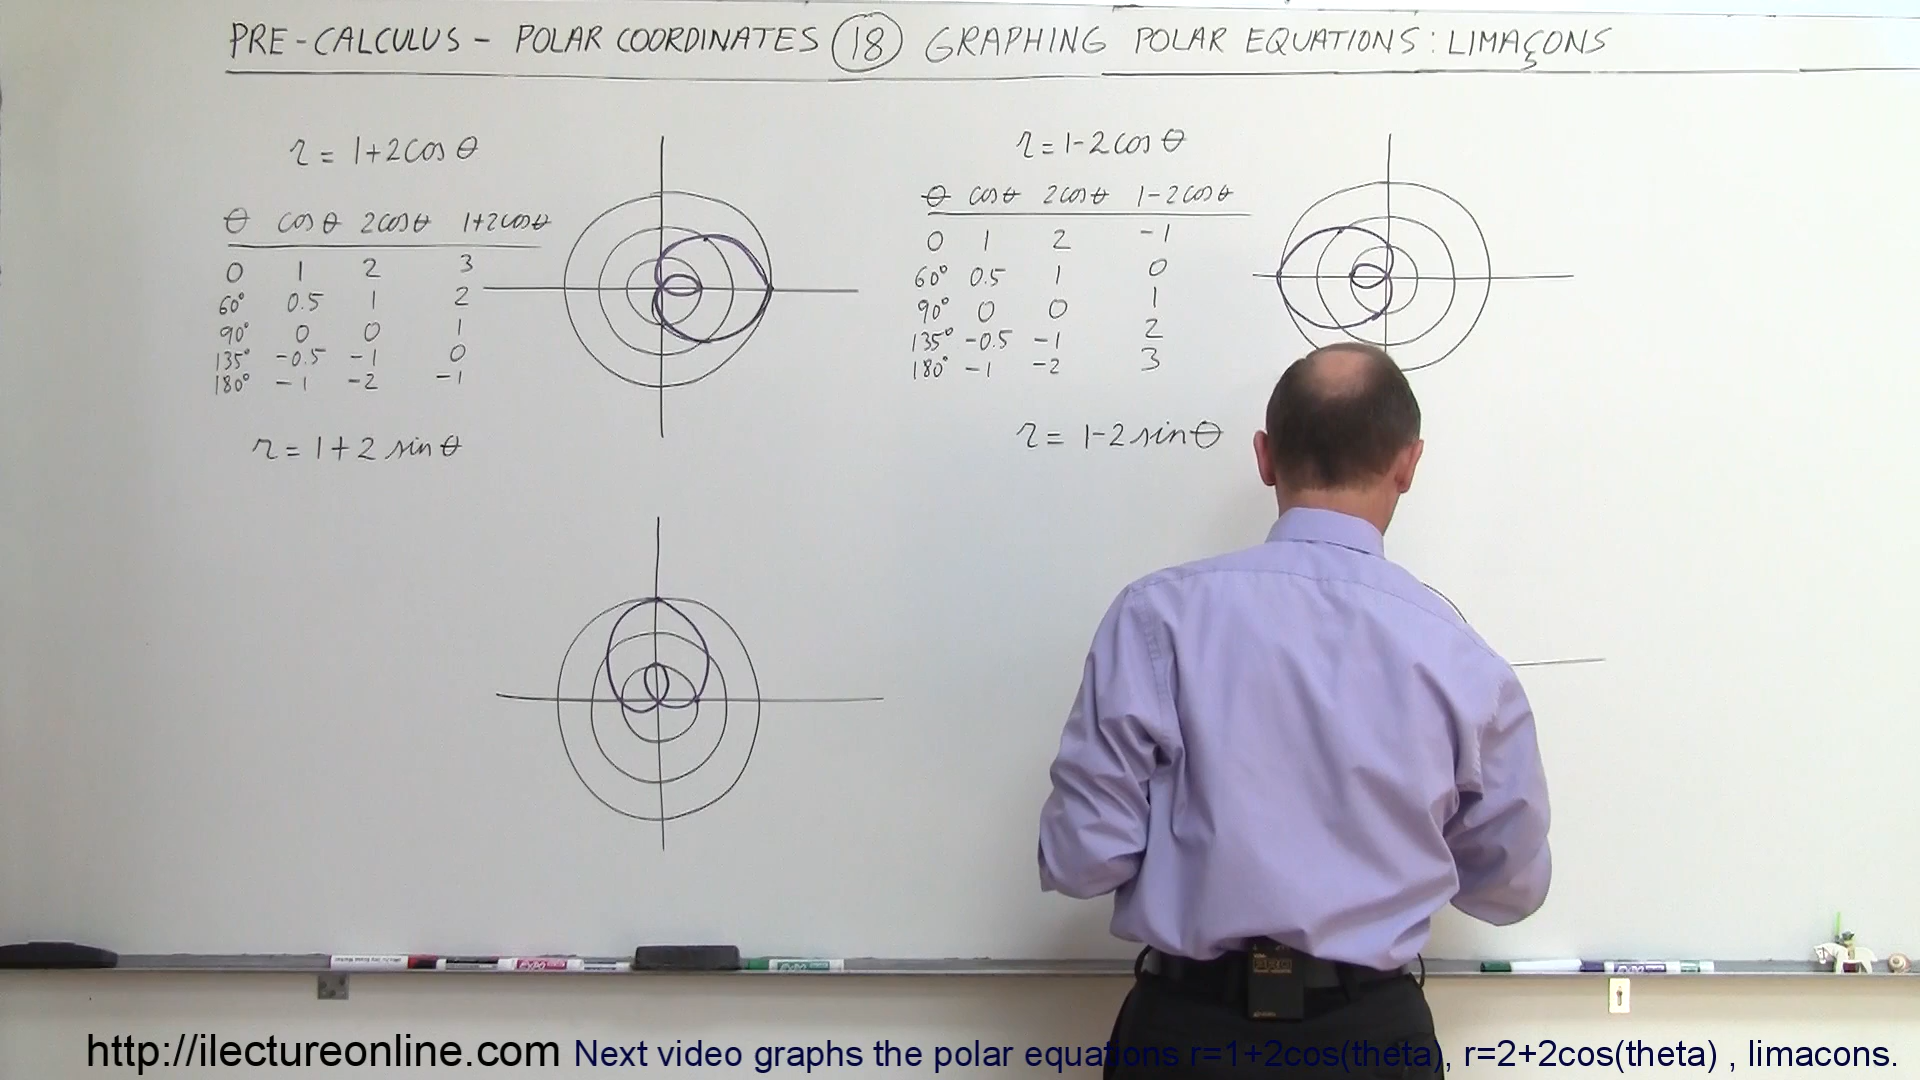 PRE-CALCULUS - POLAR COORDINATES 18 GRAPHING POLAR EQUATIONS: LIMAÇONS
r = 1+2cos θ
θ cos θ 2cos θ 1+2cos θ
0 1 2 3
60° 0.5 1 2
90° 0 0 1
135° -0.5 -1 0
180° -1 -2 -1
r = 1-2cos θ
θ cos θ 2cos θ 1-2cos θ
0 1 2 -1
60° 0.5 1 0
90° 0 0 1
135° -0.5 -1 2
180° -1 -2 3
r = 1+2 sin θ
r = 1-2 sin θ
http://ilectureonline.com Next video graphs the polar equations r=1+2cos(theta), r=2+2cos(theta) , limacons.